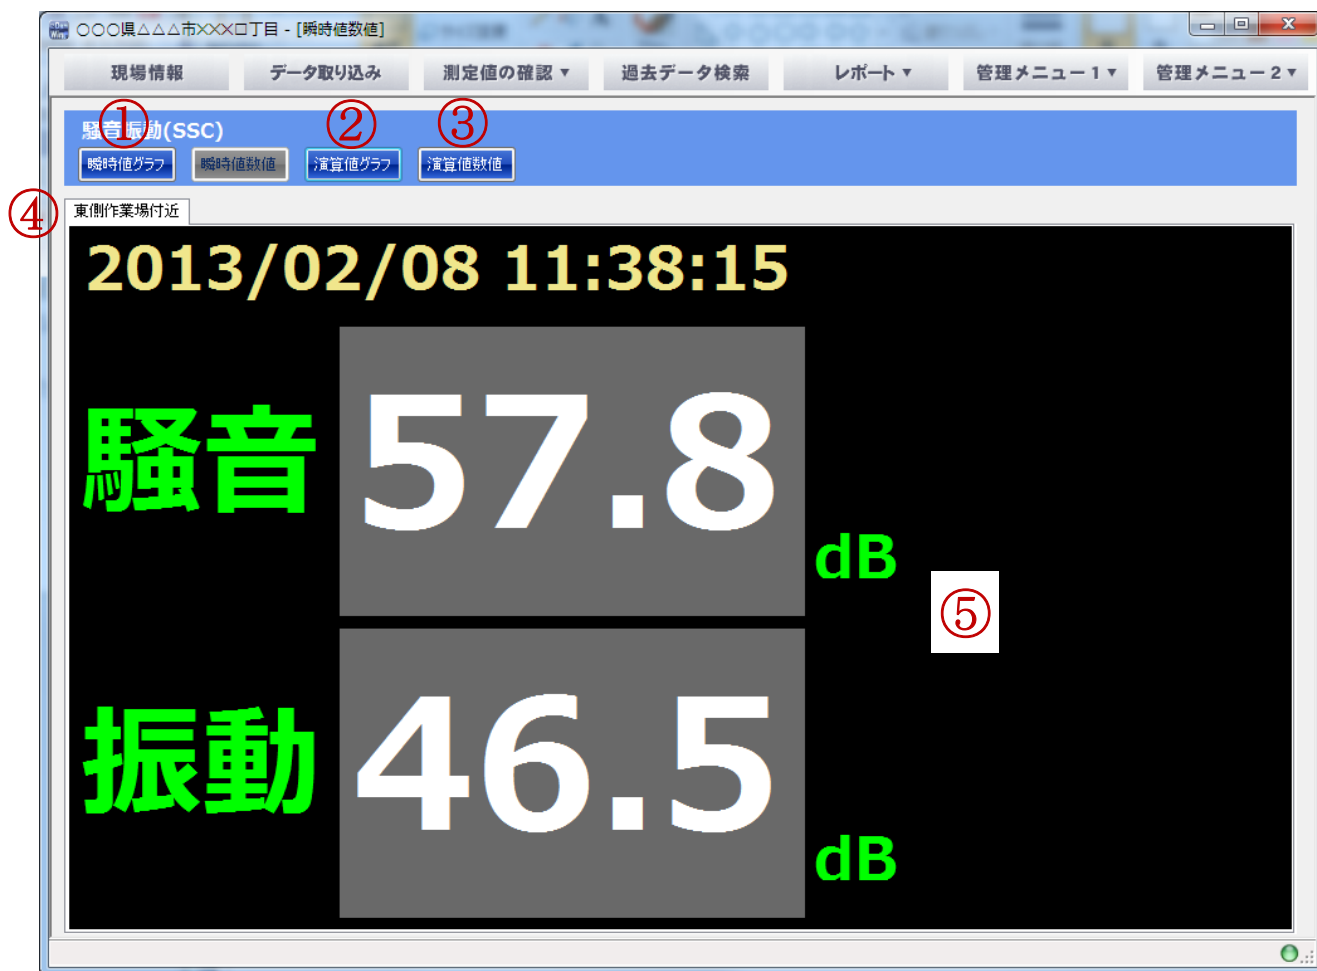 ○○○県△△△市×××ロ丁目 - [瞬時値数値]
現場情報 データ取り込み 測定値の確認 ▼ 過去データ検索 レポート ▼ 管理メニュー1 ▼ 管理メニュー2 ▼
① ② ③
騒音振動(SSC)
瞬時値グラフ 瞬時値数値 演算値グラフ 演算値数値
④ 東側作業場付近
2013/02/08 11:38:15
騒音 57.8 dB
⑤
振動 46.5 dB